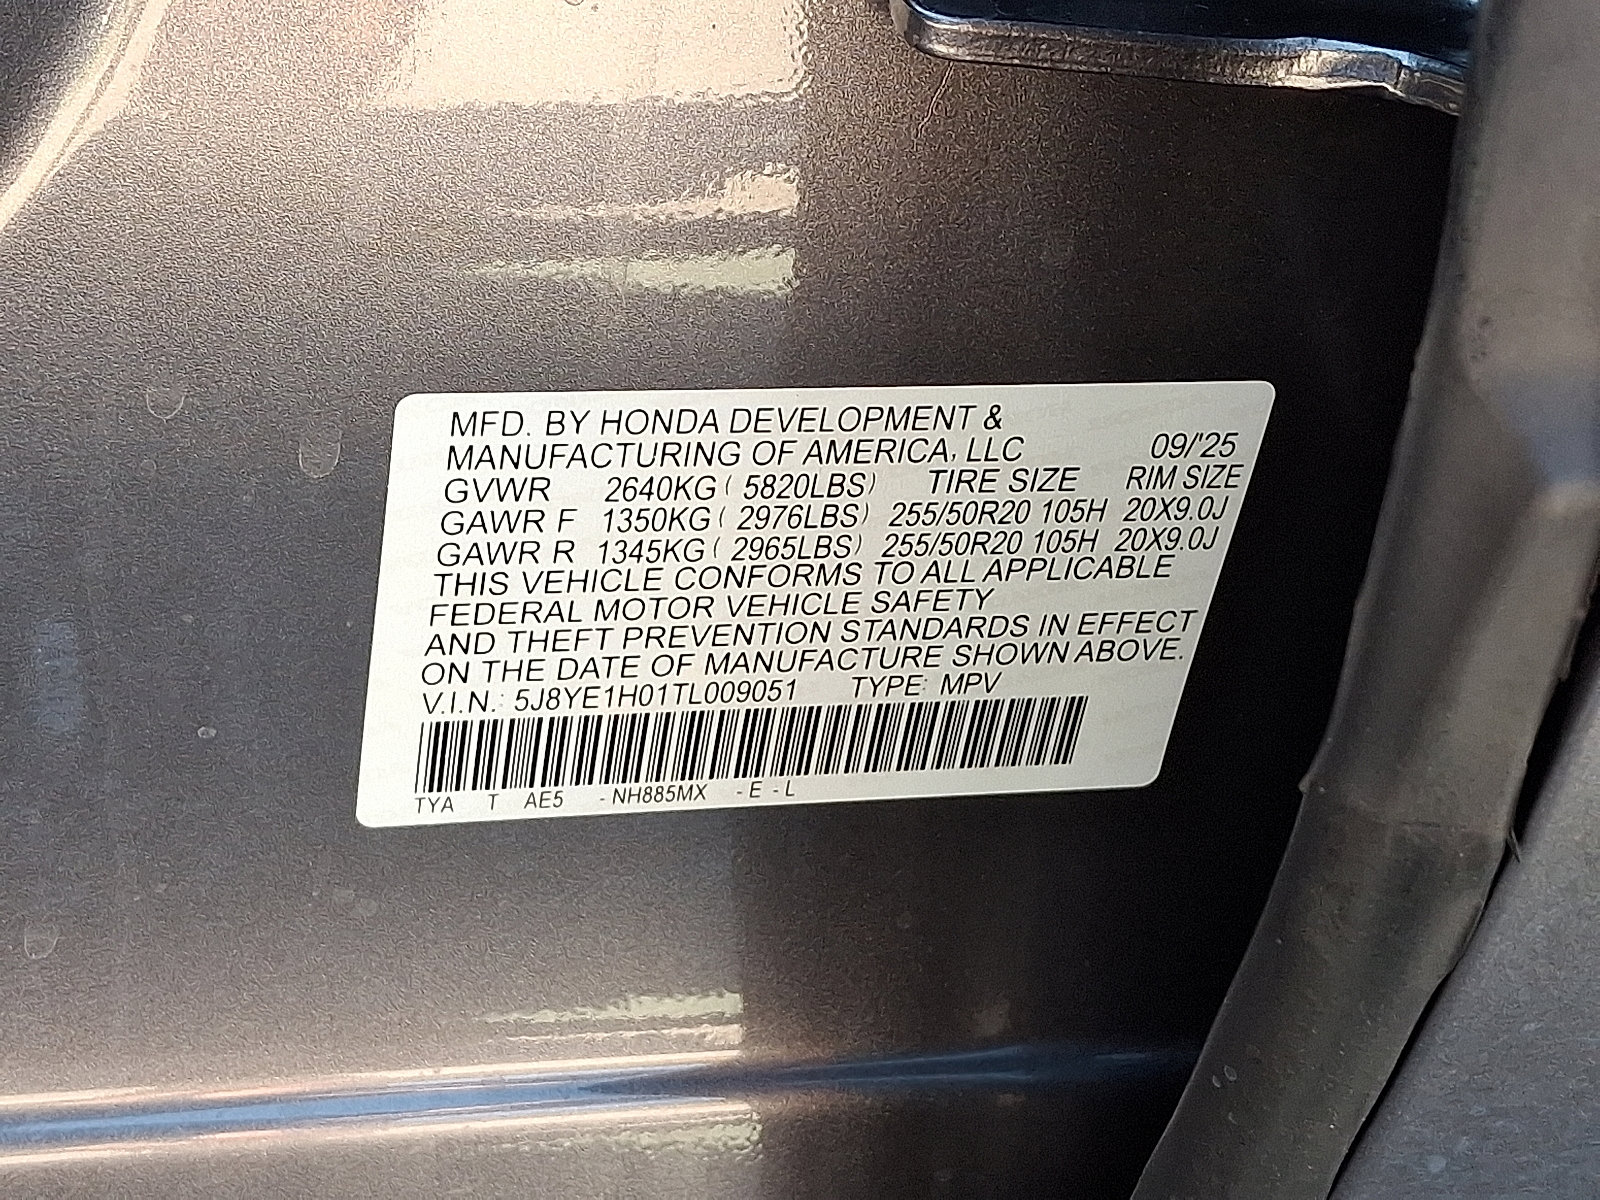 MFD. BY HONDA DEVELOPMENT &
MANUFACTURING OF AMERICA, LLC 09/'25
GVWR 2640KG ( 5820LBS) TIRE SIZE RIM SIZE
GAWR F 1350KG ( 2976LBS) 255/50R20 105H 20X9.0J
GAWR R 1345KG ( 2965LBS) 255/50R20 105H 20X9.0J
THIS VEHICLE CONFORMS TO ALL APPLICABLE
FEDERAL MOTOR VEHICLE SAFETY
AND THEFT PREVENTION STANDARDS IN EFFECT
ON THE DATE OF MANUFACTURE SHOWN ABOVE.
V.I.N.: 5J8YE1H01TL009051 TYPE: MPV
TYA T AE5 - NH885MX - E - L